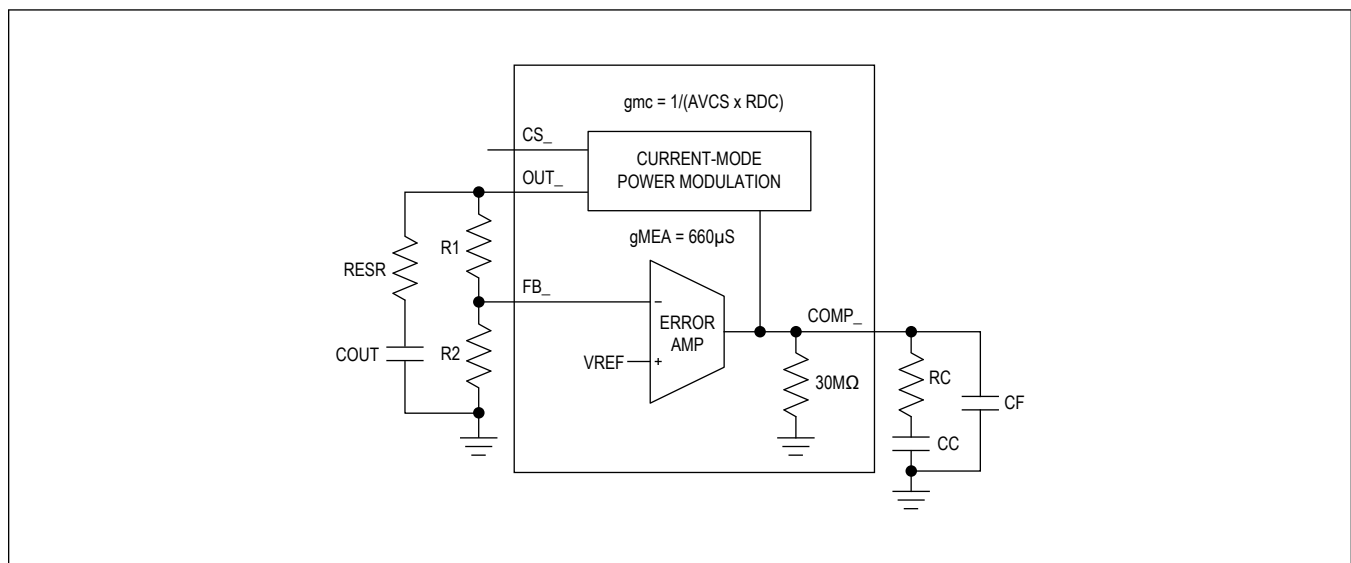 gmc = 1/(AVCS x RDC)
CS_
CURRENT-MODE
POWER MODULATION
OUT_
gMEA = 660µS
R1
RESR
FB_
−
COMP_
ERROR
AMP
COUT
R2
VREF
+
30MΩ
RC
CF
CC